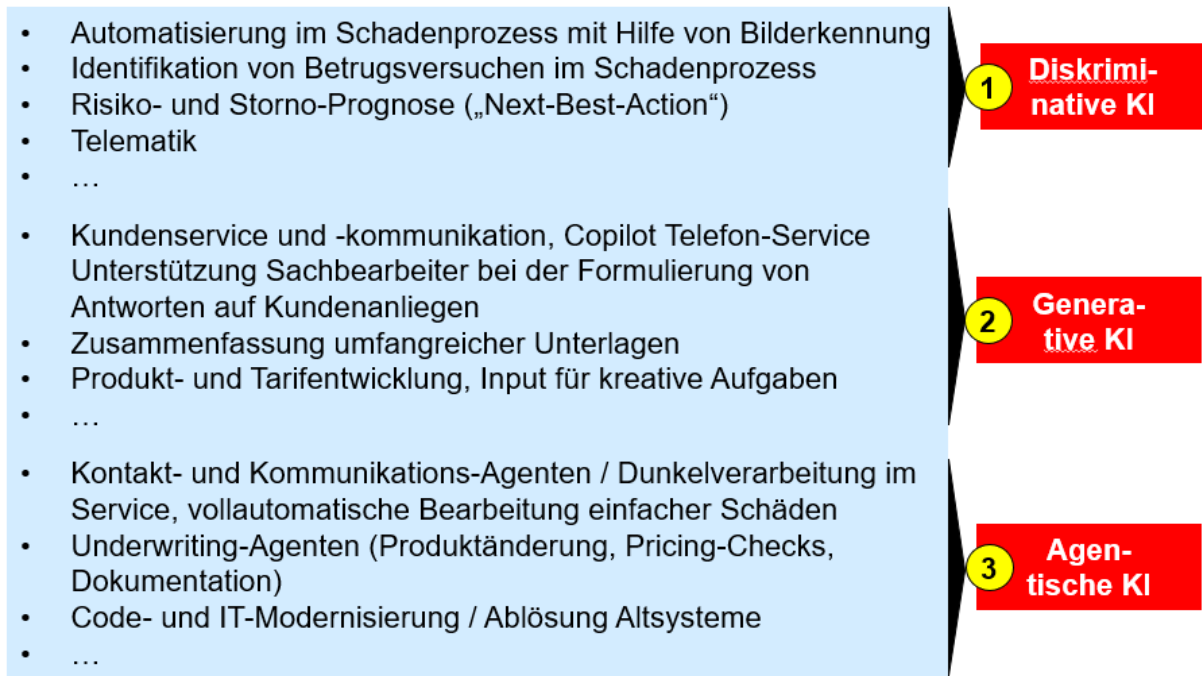 • Automatisierung im Schadenprozess mit Hilfe von Bilderkennung
• Identifikation von Betrugsversuchen im Schadenprozess
• Risiko- und Storno-Prognose („Next-Best-Action“)
• Telematik
• …
1
Diskrimi-
native KI
• Kundenservice und -kommunikation, Copilot Telefon-Service
Unterstützung Sachbearbeiter bei der Formulierung von
Antworten auf Kundenanliegen
• Zusammenfassung umfangreicher Unterlagen
• Produkt- und Tarifentwicklung, Input für kreative Aufgaben
• …
2
Genera-
tive KI
• Kontakt- und Kommunikations-Agenten / Dunkelverarbeitung im
Service, vollautomatische Bearbeitung einfacher Schäden
• Underwriting-Agenten (Produktänderung, Pricing-Checks,
Dokumentation)
• Code- und IT-Modernisierung / Ablösung Altsysteme
• …
3
Agen-
tische KI